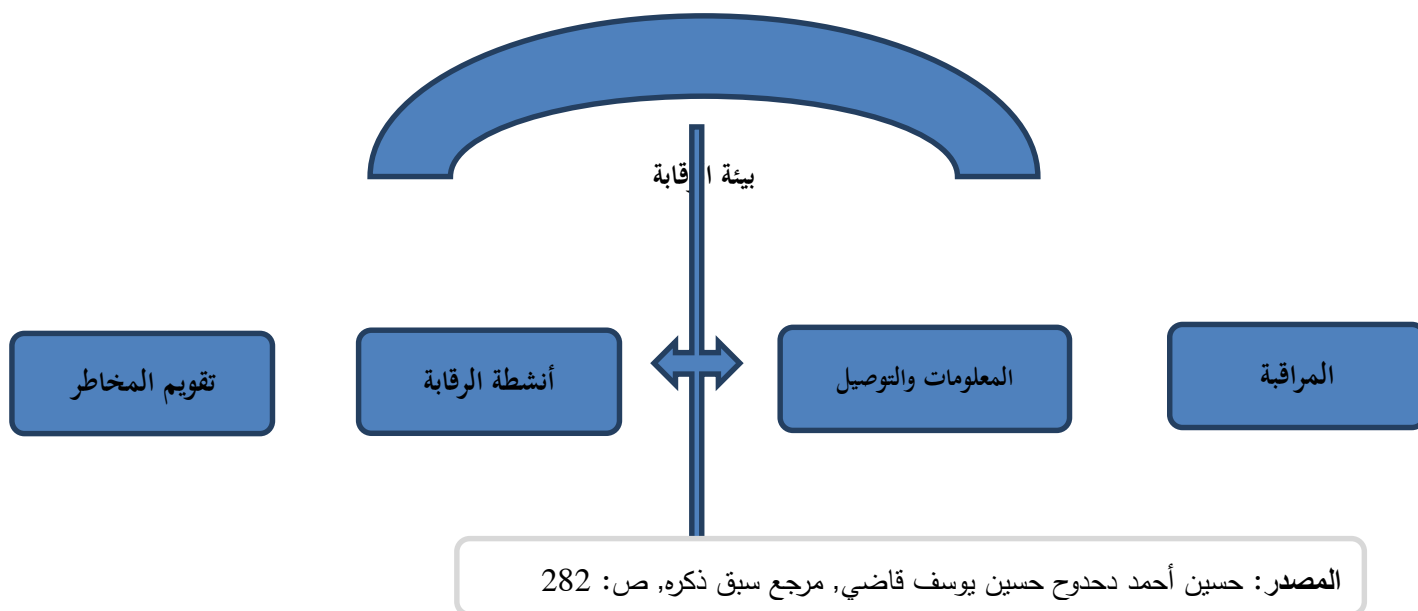 بيئة الرقابة
المراقبة
المعلومات والتوصيل
أنشطة الرقابة
تقويم المخاطر
المصدر: حسين أحمد دحدوح حسين يوسف قاضي, مرجع سبق ذكره, ص: 282